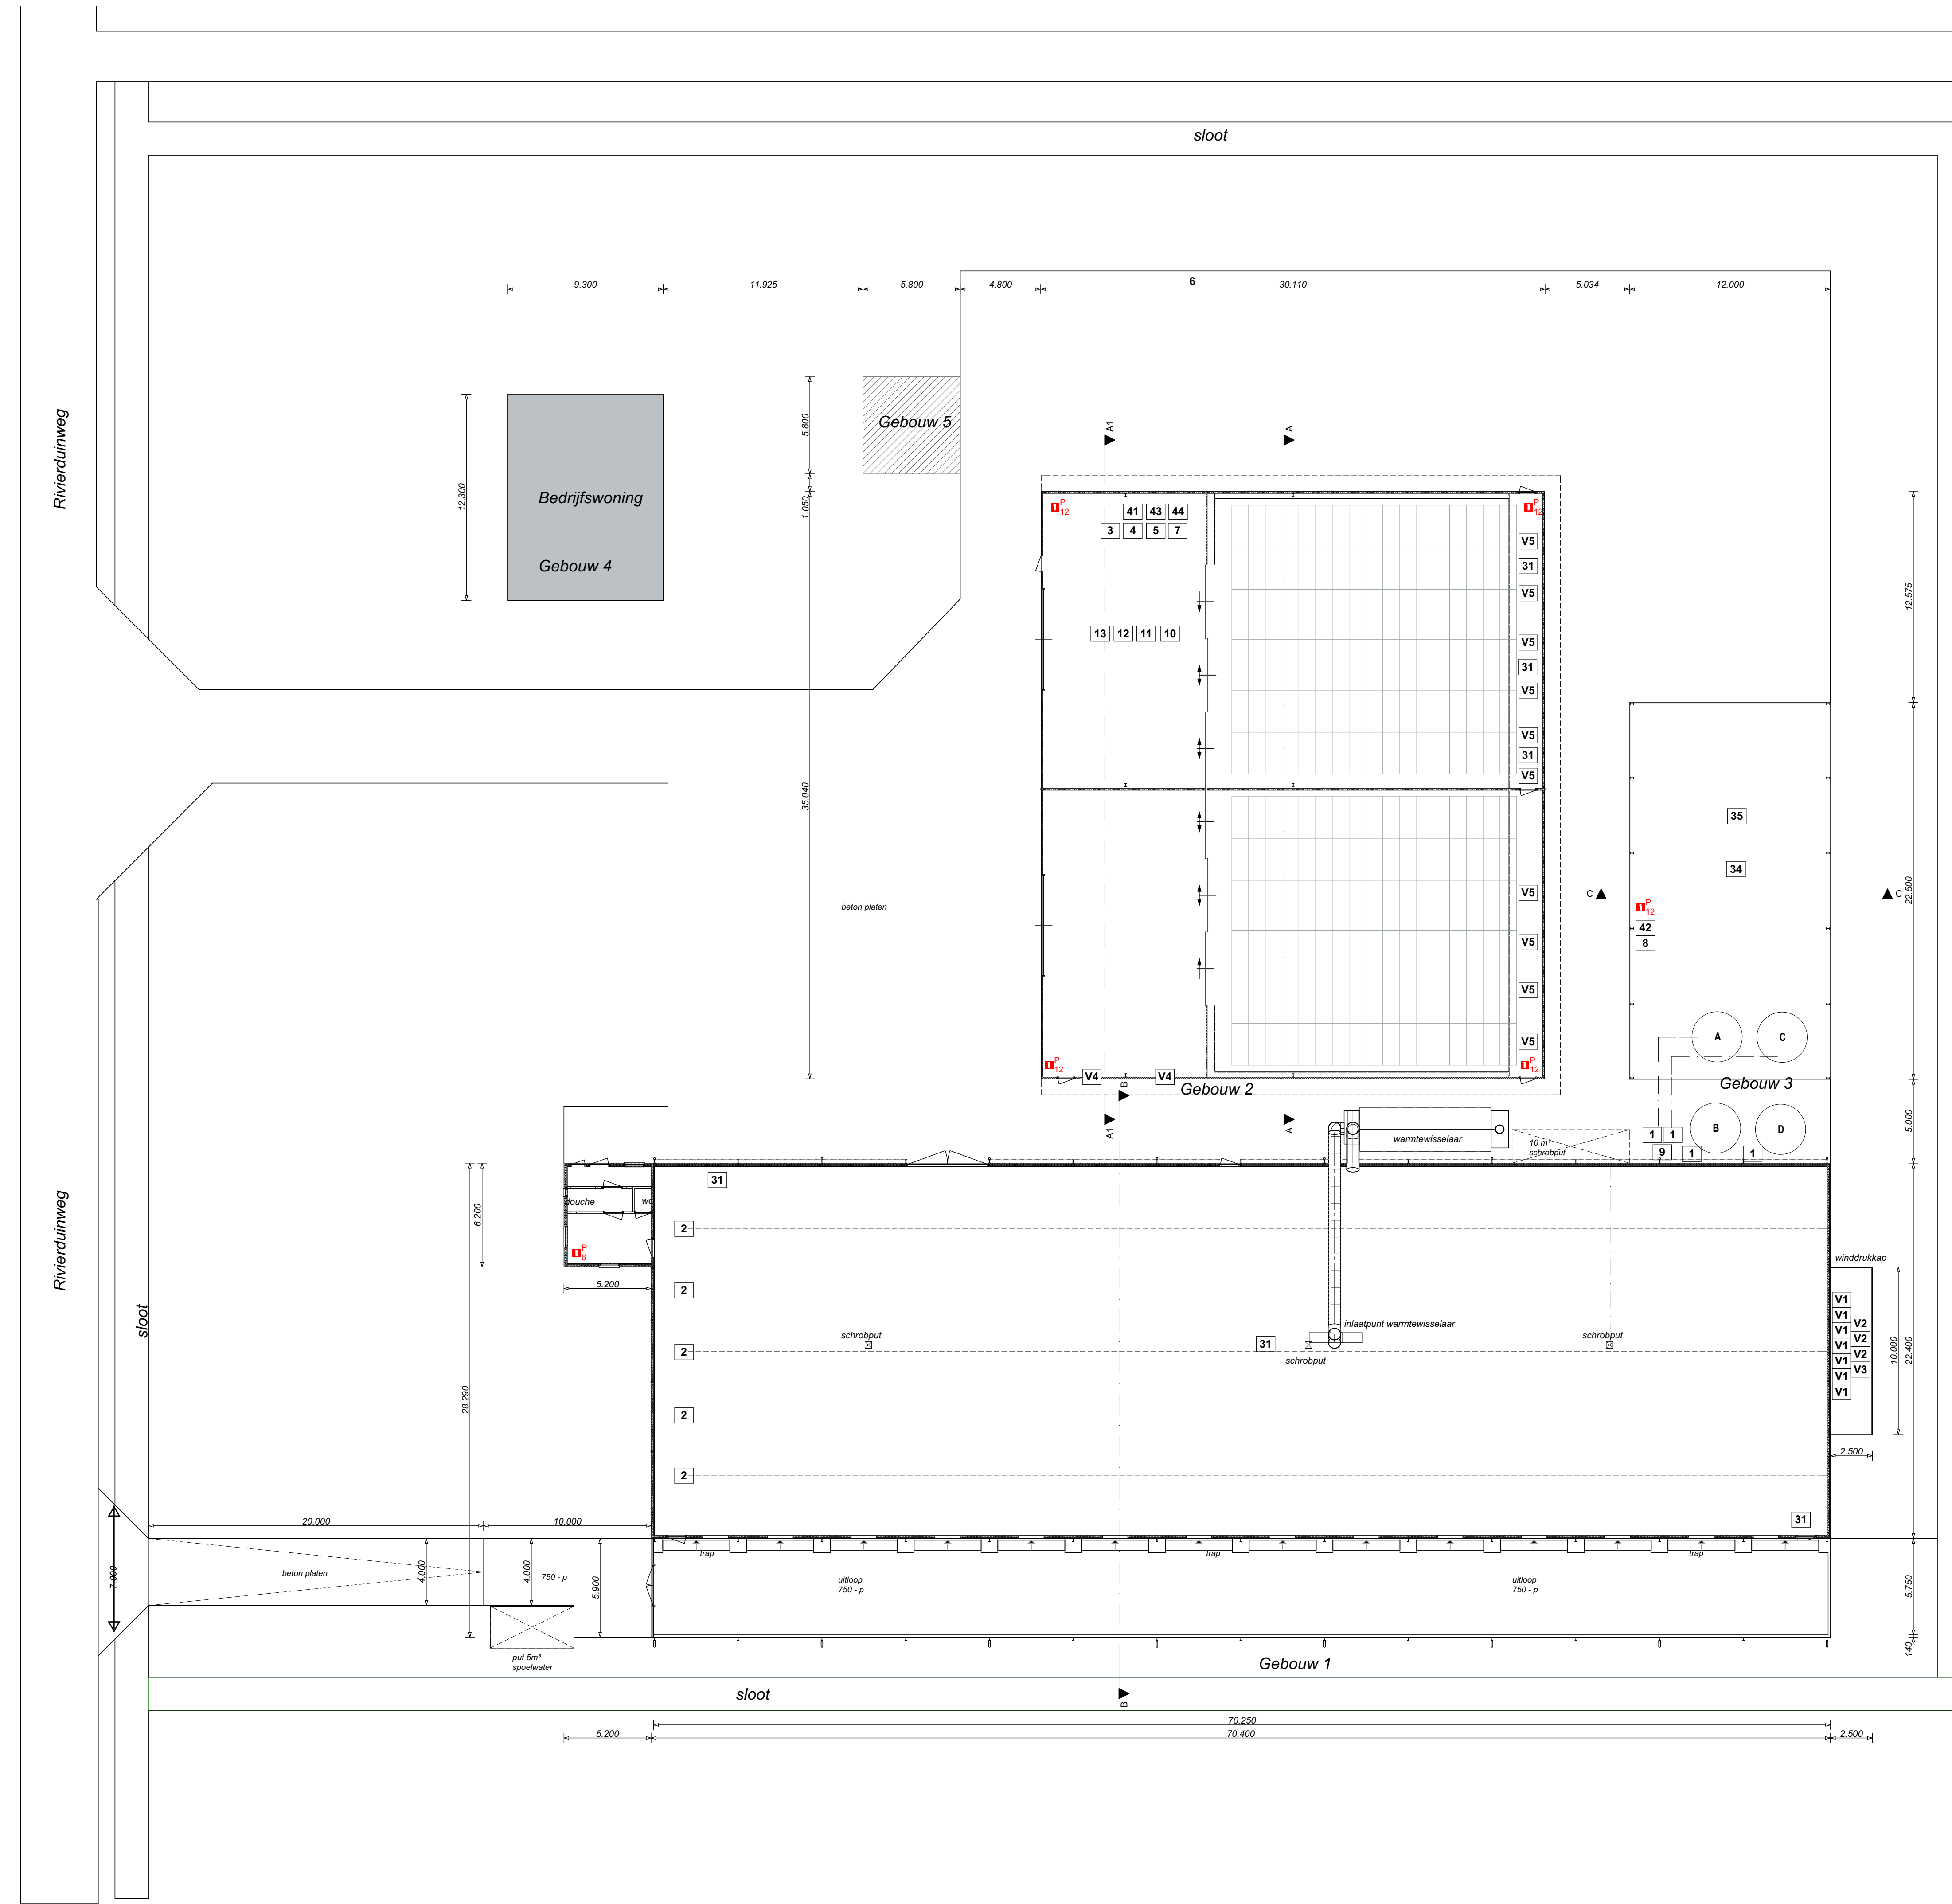 sloot
6
9.300
11.925
5.800
4.800
30.110
5.034
12.000
Rivierduinweg
Gebouw 5
5.800
12.300
Bedrijfswoning
Gebouw 4
1.050
A1
A
P
12
41
43
44
3
4
5
7
P
12
V5
31
V5
12.575
13
12
11
10
V5
31
V5
V5
31
V5
35.040
35
34
beton platen
V5
C
C
22.500
P
12
42
8
V5
V5
A
C
V5
P
12
V4
V4
P
12
Gebouw 2
Gebouw 3
B
A1
A
warmtewisselaar
10 m³
schrobput
B
D
5.000
1
1
9
1
1
31
douche
wc
6.200
2
P
6
5.200
winddrukkap
Rivierduinweg
sloot
2
schrobput
31
inlaatpunt warmtewisselaar
schrobput
schrobput
2
V1
V1
V1
V1
V1
V1
V1
V2
V2
V2
V3
10.000
22.400
28.290
2
2
2.500
20.000
10.000
31
7.000
beton platen
4.000
4.000
750 - p
5.900
trap
trap
trap
uitloop
750 - p
uitloop
750 - p
5.750
140
put 5m³
spoelwater
Gebouw 1
sloot
B
70.250
5.200
70.400
2.500